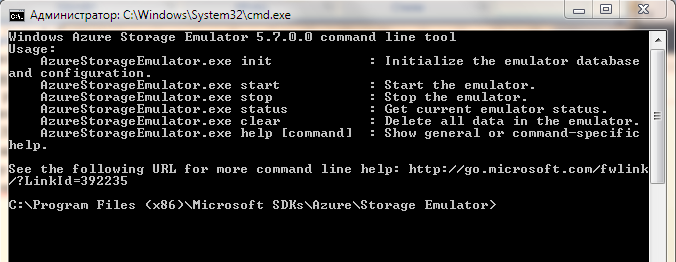 Администратор: C:\Windows\System32\cmd.exe
Windows Azure Storage Emulator 5.7.0.0 command line tool
Usage:
    AzureStorageEmulator.exe init            : Initialize the emulator database
and configuration.
    AzureStorageEmulator.exe start           : Start the emulator.
    AzureStorageEmulator.exe stop            : Stop the emulator.
    AzureStorageEmulator.exe status          : Get current emulator status.
    AzureStorageEmulator.exe clear           : Delete all data in the emulator.
    AzureStorageEmulator.exe help [command]  : Show general or command-specific
help.
See the following URL for more command line help: http://go.microsoft.com/fwlink
/?LinkId=392235
C:\Program Files (x86)\Microsoft SDKs\Azure\Storage Emulator>